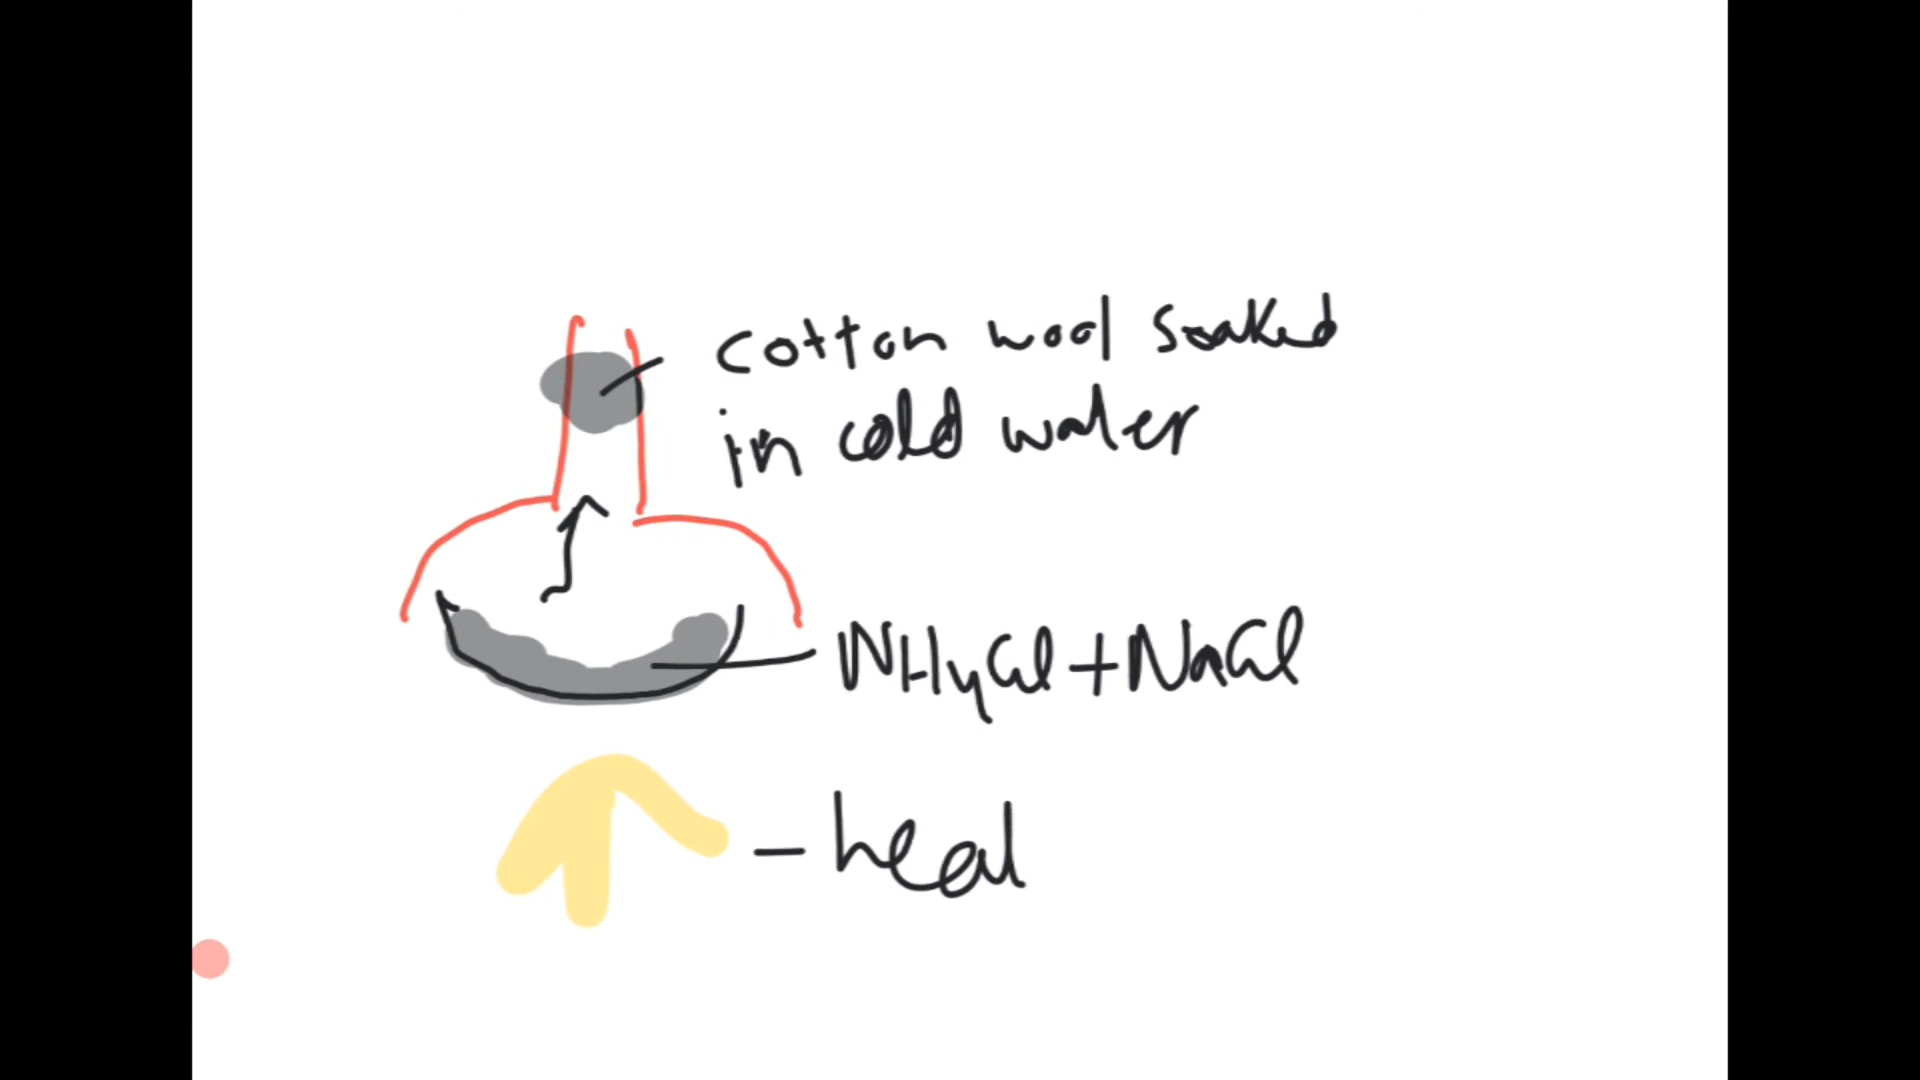 cotton wool soaked
in cold water
NH4Cl + NaCl
- heat